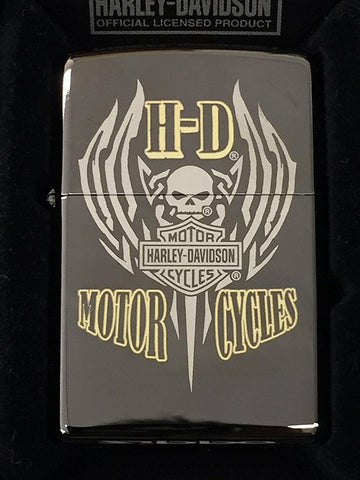 HARLEY-DAVIDSON
OFFICIAL LICENSED PRODUCT
H-D®
®
MOTOR
HARLEY-DAVIDSON
CYCLES®
MOTOR CYCLES